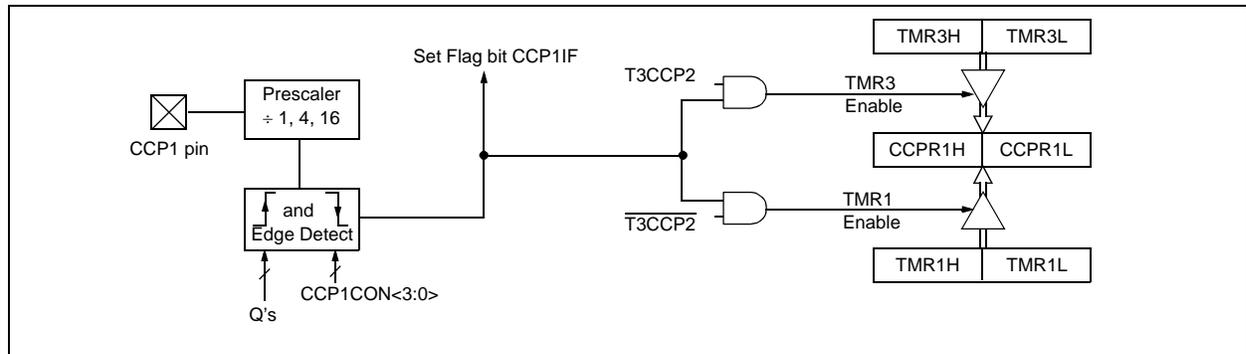 TMR3H TMR3L
Set Flag bit CCP1IF
T3CCP2
TMR3
Enable
Prescaler
÷ 1, 4, 16
CCP1 pin
CCPR1H CCPR1L
and
Edge Detect
TMR1
Enable
T3CCP2
TMR1H TMR1L
CCP1CON<3:0>
Q's